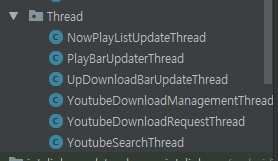 Thread
NowPlayListUpdateThread
PlayBarUpdaterThread
UpDownloadBarUpdateThread
YoutubeDownloadManagementThread
YoutubeDownloadRequestThread
YoutubeSearchThread